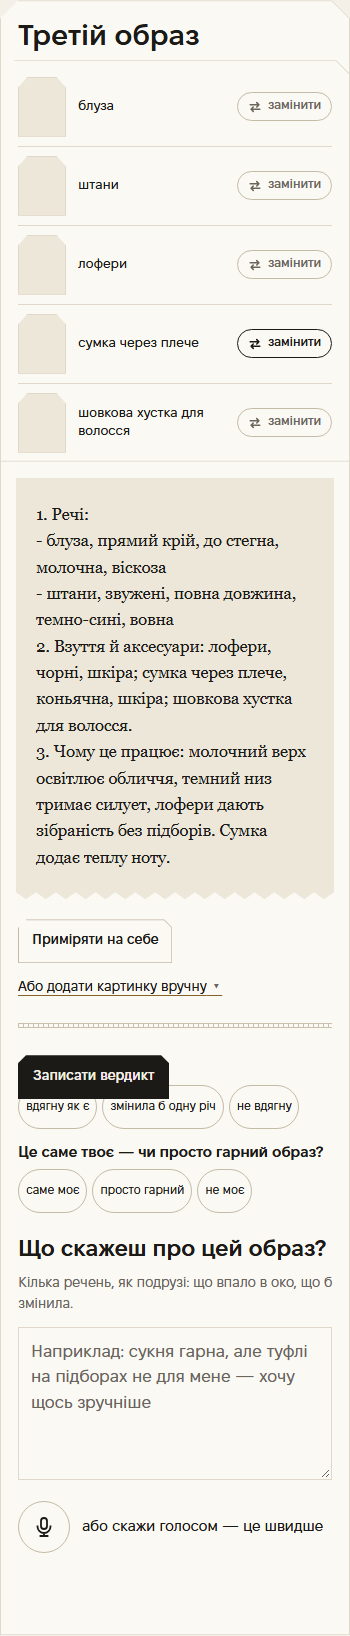 Третій образ
блуза
замінити
штани
замінити
лофери
замінити
сумка через плече
замінити
шовкова хустка для
волосся
замінити
1. Речі:
- блуза, прямий крій, до стегна,
молочна, віскоза
- штани, звужені, повна довжина,
темно-сині, вовна
2. Взуття й аксесуари: лофери,
чорні, шкіра; сумка через плече,
коньячна, шкіра; шовкова хустка
для волосся.
3. Чому це працює: молочний верх
освітлює обличчя, темний низ
тримає силует, лофери дають
зібраність без підборів. Сумка
додає теплу ноту.
Приміряти на себе
Або додати картинку вручну
Записати вердикт
вдягну як є
змінила б одну річ
не вдягну
Це саме твоє — чи просто гарний образ?
саме моє
просто гарний
не моє
Що скажеш про цей образ?
Кілька речень, як подрузі: що впало в око, що б
змінила.
Наприклад: сукня гарна, але туфлі
на підборах не для мене — хочу
щось зручніше
або скажи голосом — це швидше